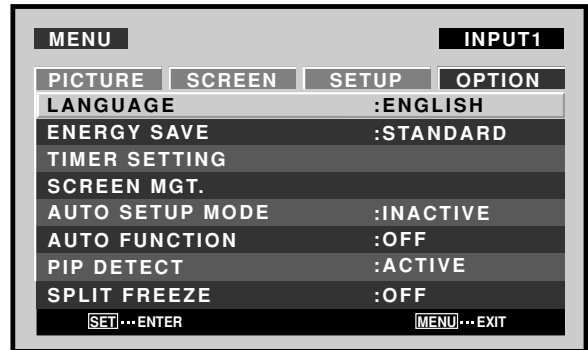 MENU INPUT1
PICTURE SCREEN SETUP OPTION
LANGUAGE :ENGLISH
ENERGY SAVE :STANDARD
TIMER SETTING
SCREEN MGT.
AUTO SETUP MODE :INACTIVE
AUTO FUNCTION :OFF
PIP DETECT :ACTIVE
SPLIT FREEZE :OFF
SET···ENTER MENU···EXIT